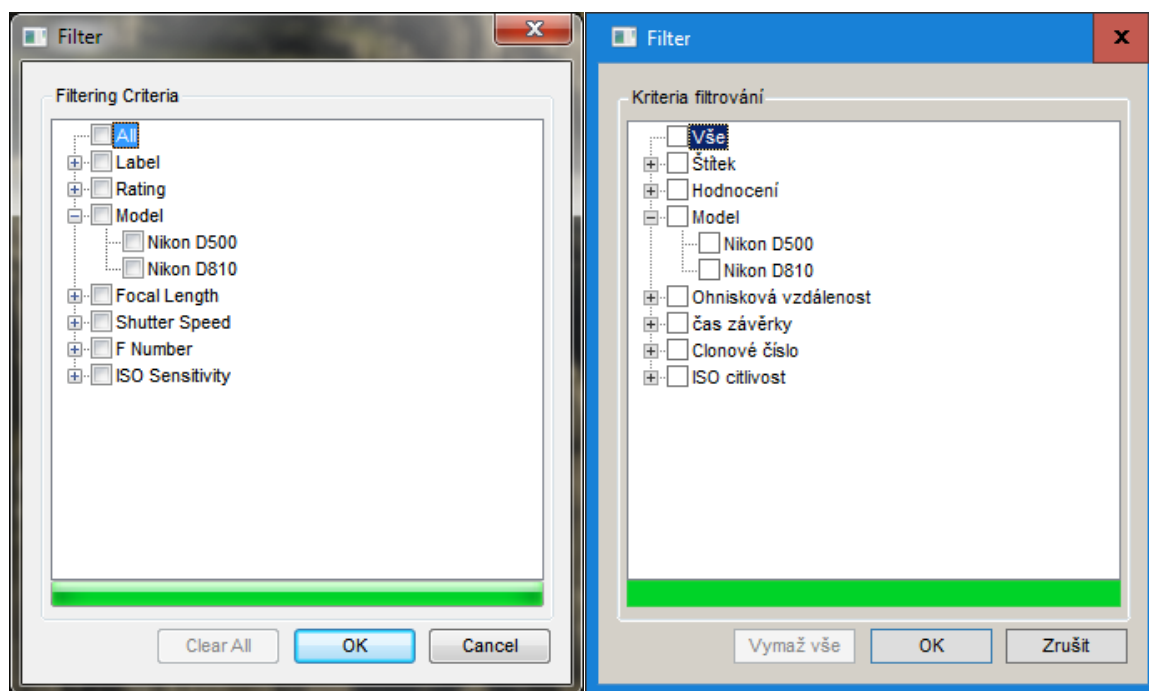 Filter
Filtering Criteria
All
Label
Rating
Model
Nikon D500
Nikon D810
Focal Length
Shutter Speed
F Number
ISO Sensitivity
Clear All
OK
Cancel
Filter
Kriteria filtrování
Vše
Štítek
Hodnocení
Model
Nikon D500
Nikon D810
Ohnisková vzdálenost
čas závěrky
Clonové číslo
ISO citlivost
Vymaž vše
OK
Zrušit